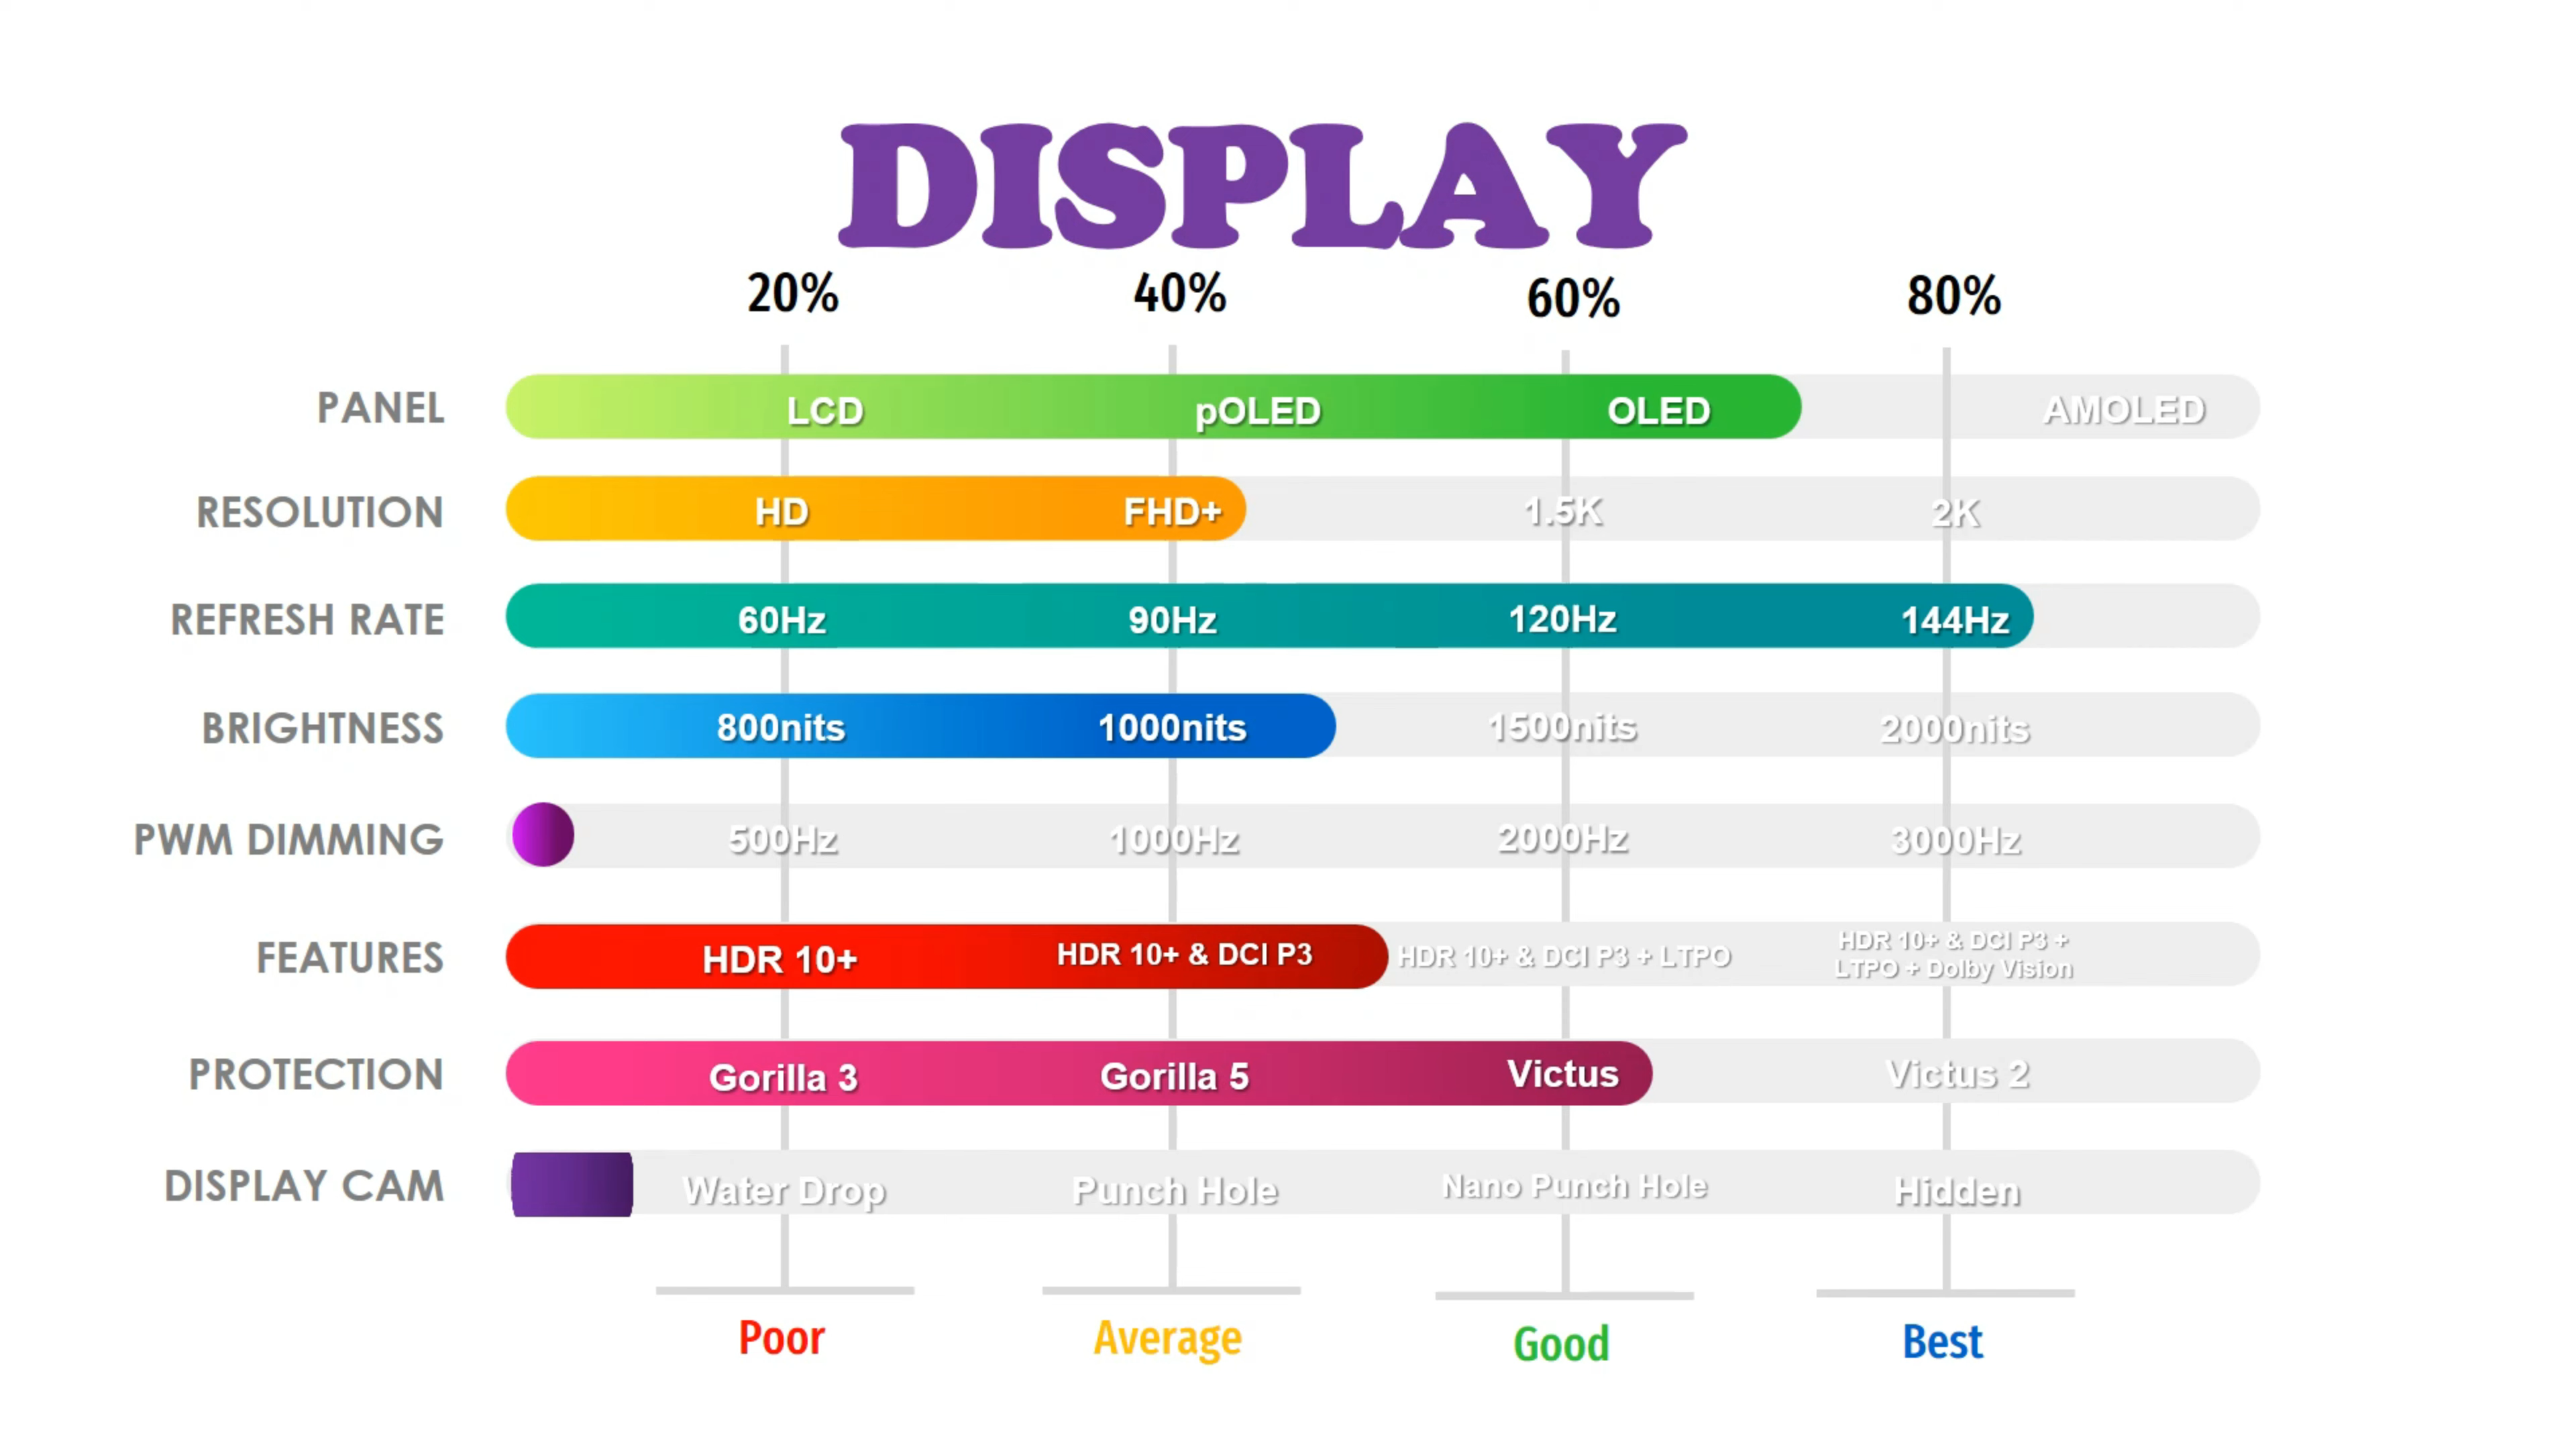 DISPLAY
20% 40% 60% 80%
PANEL LCD pOLED OLED AMOLED
RESOLUTION HD FHD+ 1.5K 2K
REFRESH RATE 60Hz 90Hz 120Hz 144Hz
BRIGHTNESS 800nits 1000nits 1500nits 2000nits
PWM DIMMING 500Hz 1000Hz 2000Hz 3000Hz
FEATURES HDR 10+ HDR 10+ & DCI P3 HDR 10+ & DCI P3 + LTPO HDR 10+ & DCI P3 +
LTPO + Dolby Vision
PROTECTION Gorilla 3 Gorilla 5 Victus Victus 2
DISPLAY CAM Water Drop Punch Hole Nano Punch Hole Hidden
Poor Average Good Best